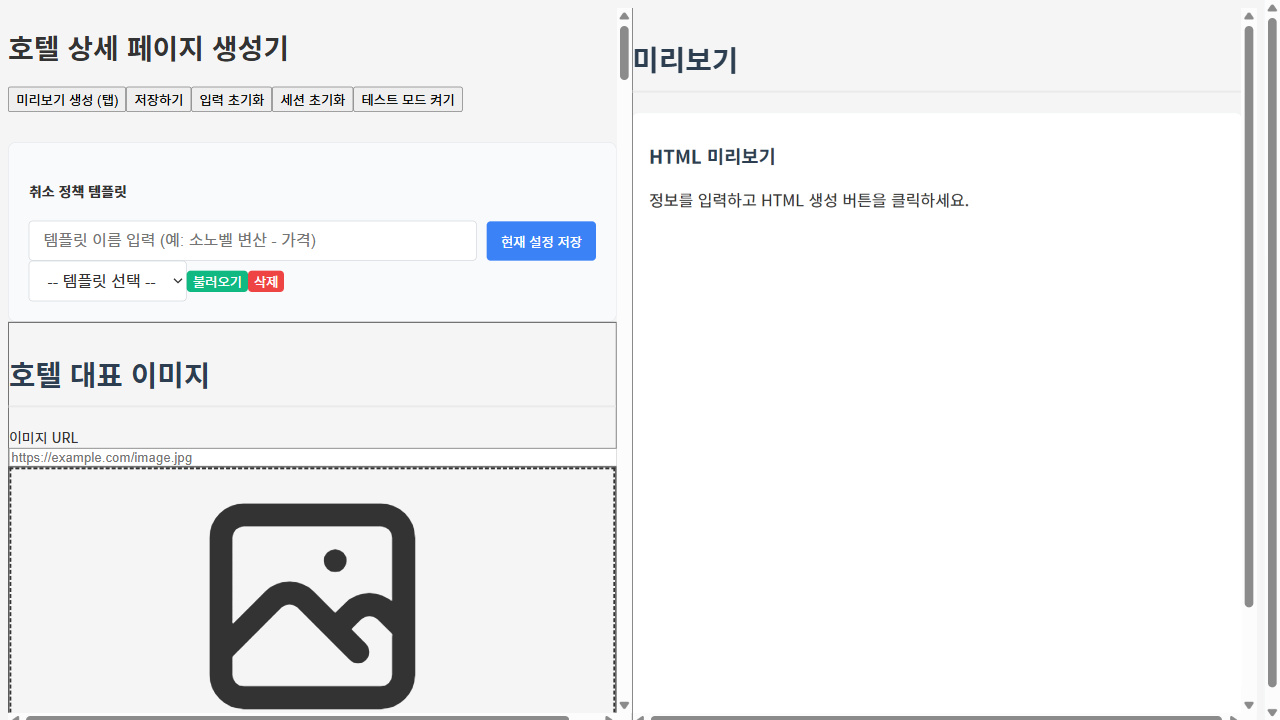 호텔 상세 페이지 생성기
미리보기 생성 (탭) 저장하기 입력 초기화 세션 초기화 테스트 모드 켜기
취소 정책 템플릿
템플릿 이름 입력 (예: 소노벨 변산 - 가격) 현재 설정 저장
-- 템플릿 선택 -- 불러오기 삭제
호텔 대표 이미지
이미지 URL
https://example.com/image.jpg
미리보기
HTML 미리보기
정보를 입력하고 HTML 생성 버튼을 클릭하세요.